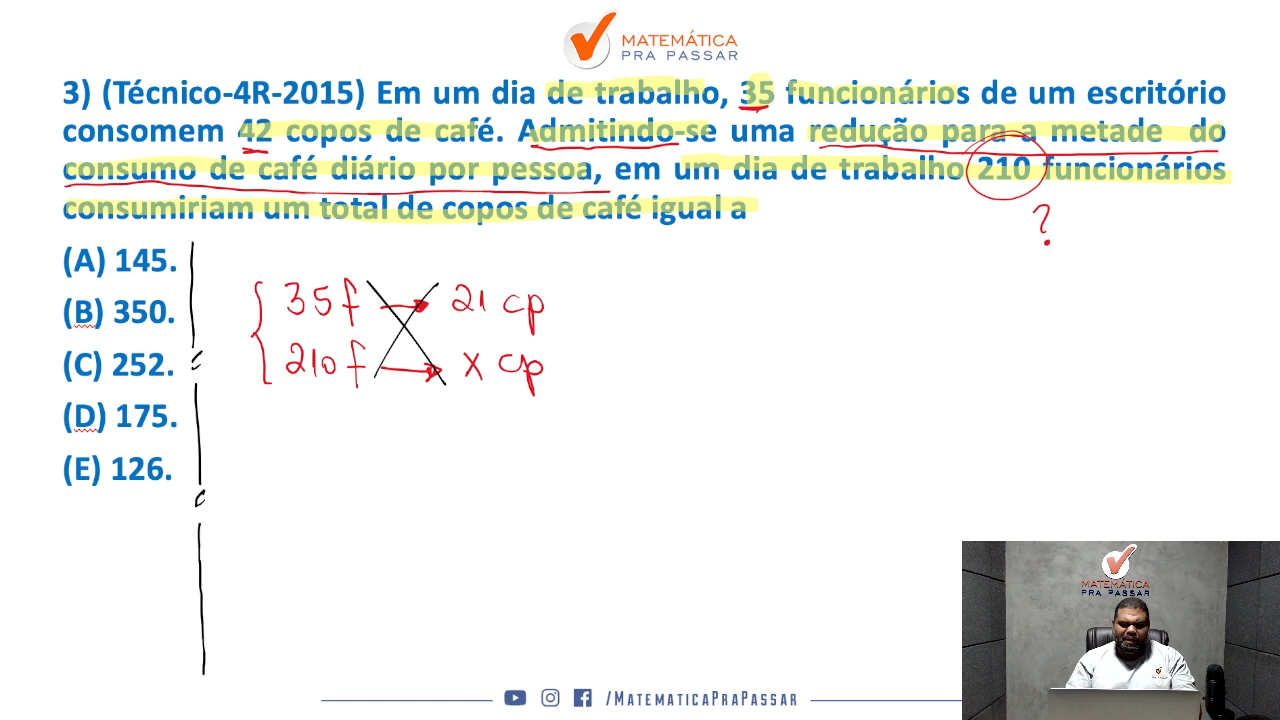 MATEMÁTICA
PRA PASSAR
3) (Técnico-4R-2015) Em um dia de trabalho, 35 funcionários de um escritório
consomem 42 copos de café. Admitindo-se uma redução para a metade do
consumo de café diário por pessoa, em um dia de trabalho 210 funcionários
consumiriam um total de copos de café igual a
?
(A) 145.
(B) 350.
(C) 252.
(D) 175.
(E) 126.
35 f → 21 cp
210 f → x cp
MATEMÁTICA
PRA PASSAR
/MATEMATICAPRAPASSAR